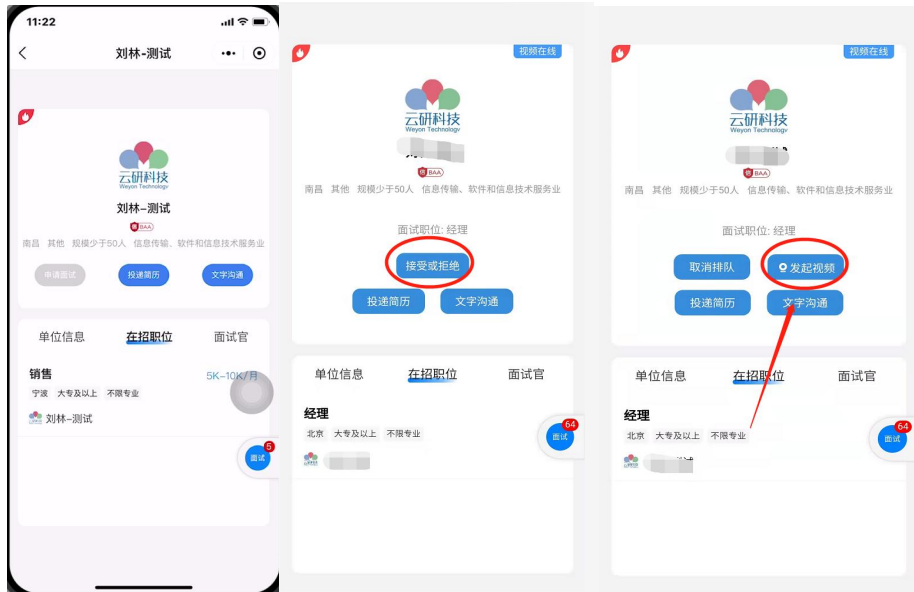 11:22
刘林-测试
云研科技
Weyon Technology
刘林-测试
信 BAA
南昌 其他 规模少于50人 信息传输、软件和信息技术服务业
申请面试 投递简历 文字沟通
单位信息 在招职位 面试官
销售 5K-10K/月
宁波 大专及以上 不限专业
刘林-测试
面试 5
视频在线
云研科技
Weyon Technology
信 BAA
南昌 其他 规模少于50人 信息传输、软件和信息技术服务业
面试职位: 经理
接受或拒绝
投递简历 文字沟通
单位信息 在招职位 面试官
经理
北京 大专及以上 不限专业
面试 64
视频在线
云研科技
Weyon Technology
信 BAA
南昌 其他 规模少于50人 信息传输、软件和信息技术服务业
面试职位: 经理
取消排队 发起视频
投递简历 文字沟通
单位信息 在招职位 面试官
经理
北京 大专及以上 不限专业
面试 64